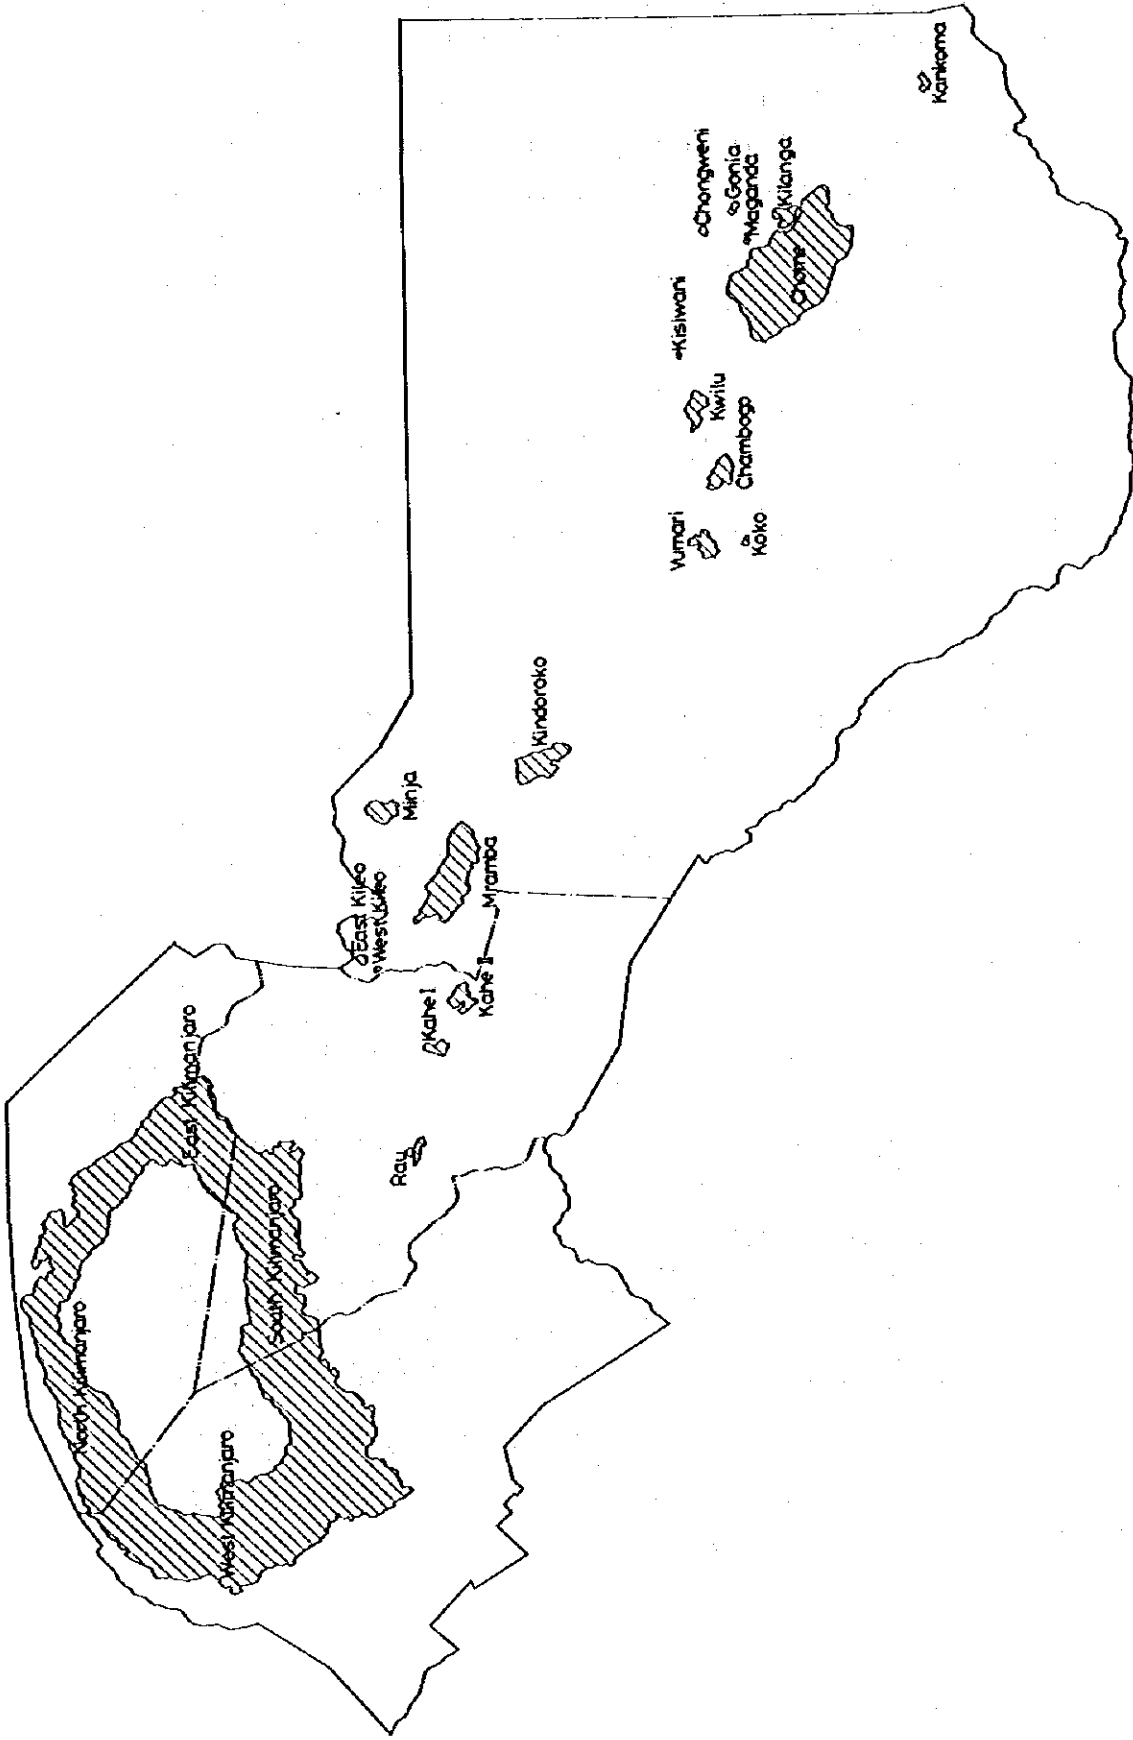 North Kilimanjaro
East Kilimanjaro
West Kilimanjaro
South Kilimanjaro
East Kileo
West Kileo
Minja
Kahe I
Kahe II
Mramba
Rau
Kindoroko
Vumari
Koko
Chambogo
Kwilu
Kisiwani
Chongweni
Gonja
Maganda
Kilanga
Chome
Kankoma